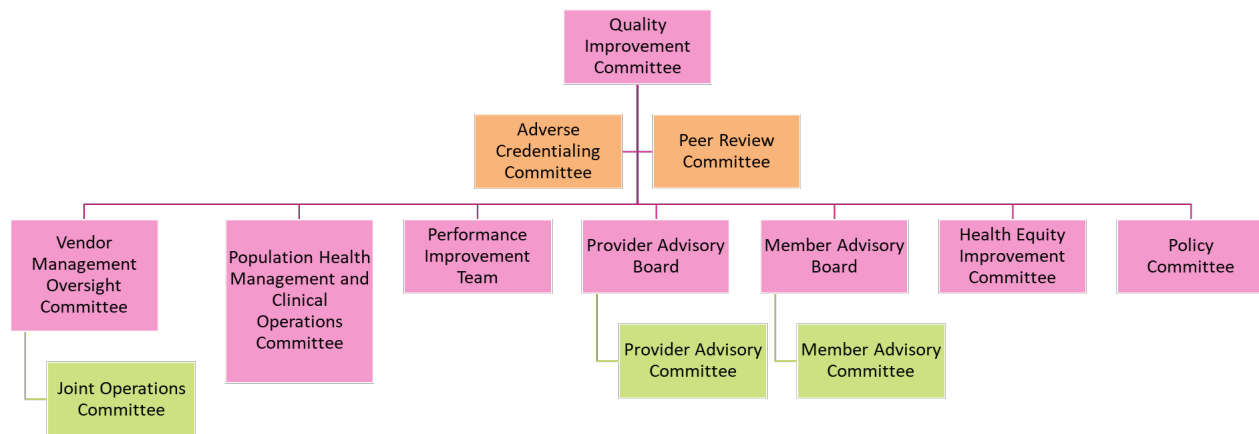 Quality
Improvement
Committee
Adverse
Credentialing
Committee
Peer Review
Committee
Vendor
Management
Oversight
Committee
Population Health
Management and
Clinical
Operations
Committee
Performance
Improvement
Team
Provider Advisory
Board
Member Advisory
Board
Health Equity
Improvement
Committee
Policy
Committee
Joint Operations
Committee
Provider Advisory
Committee
Member Advisory
Committee